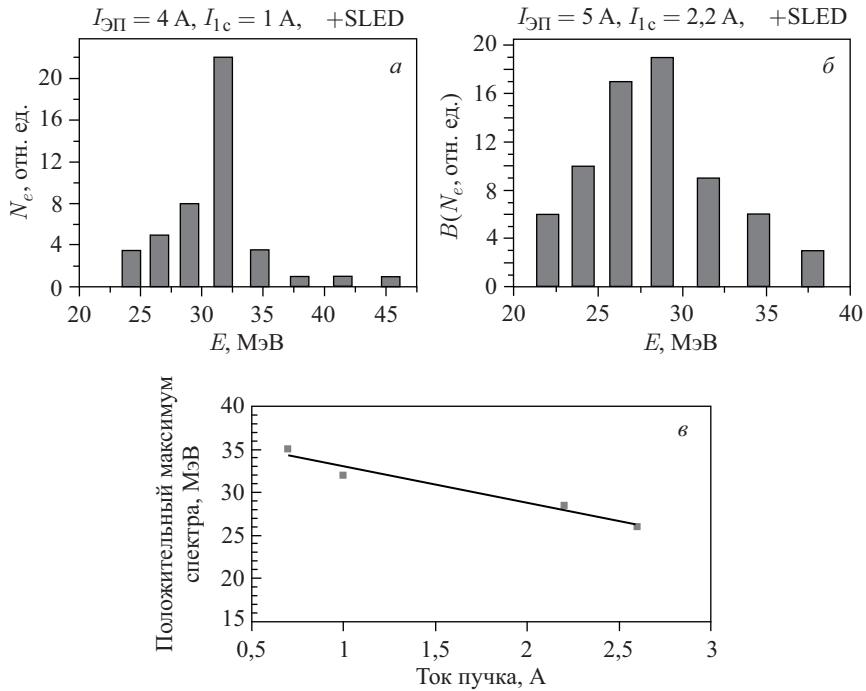 I_ЭП = 4 А, I_1с = 1 А, +SLED
а
N_e, отн. ед.
20
16
12
8
4
0
20 25 30 35 40 45
E, МэВ
I_ЭП = 5 А, I_1с = 2,2 А, +SLED
б
B(N_e, отн. ед.)
20
16
12
8
4
0
20 25 30 35 40
E, МэВ
в
Положительный максимум
спектра, МэВ
40
35
30
25
20
15
0,5 1 1,5 2 2,5 3
Ток пучка, А